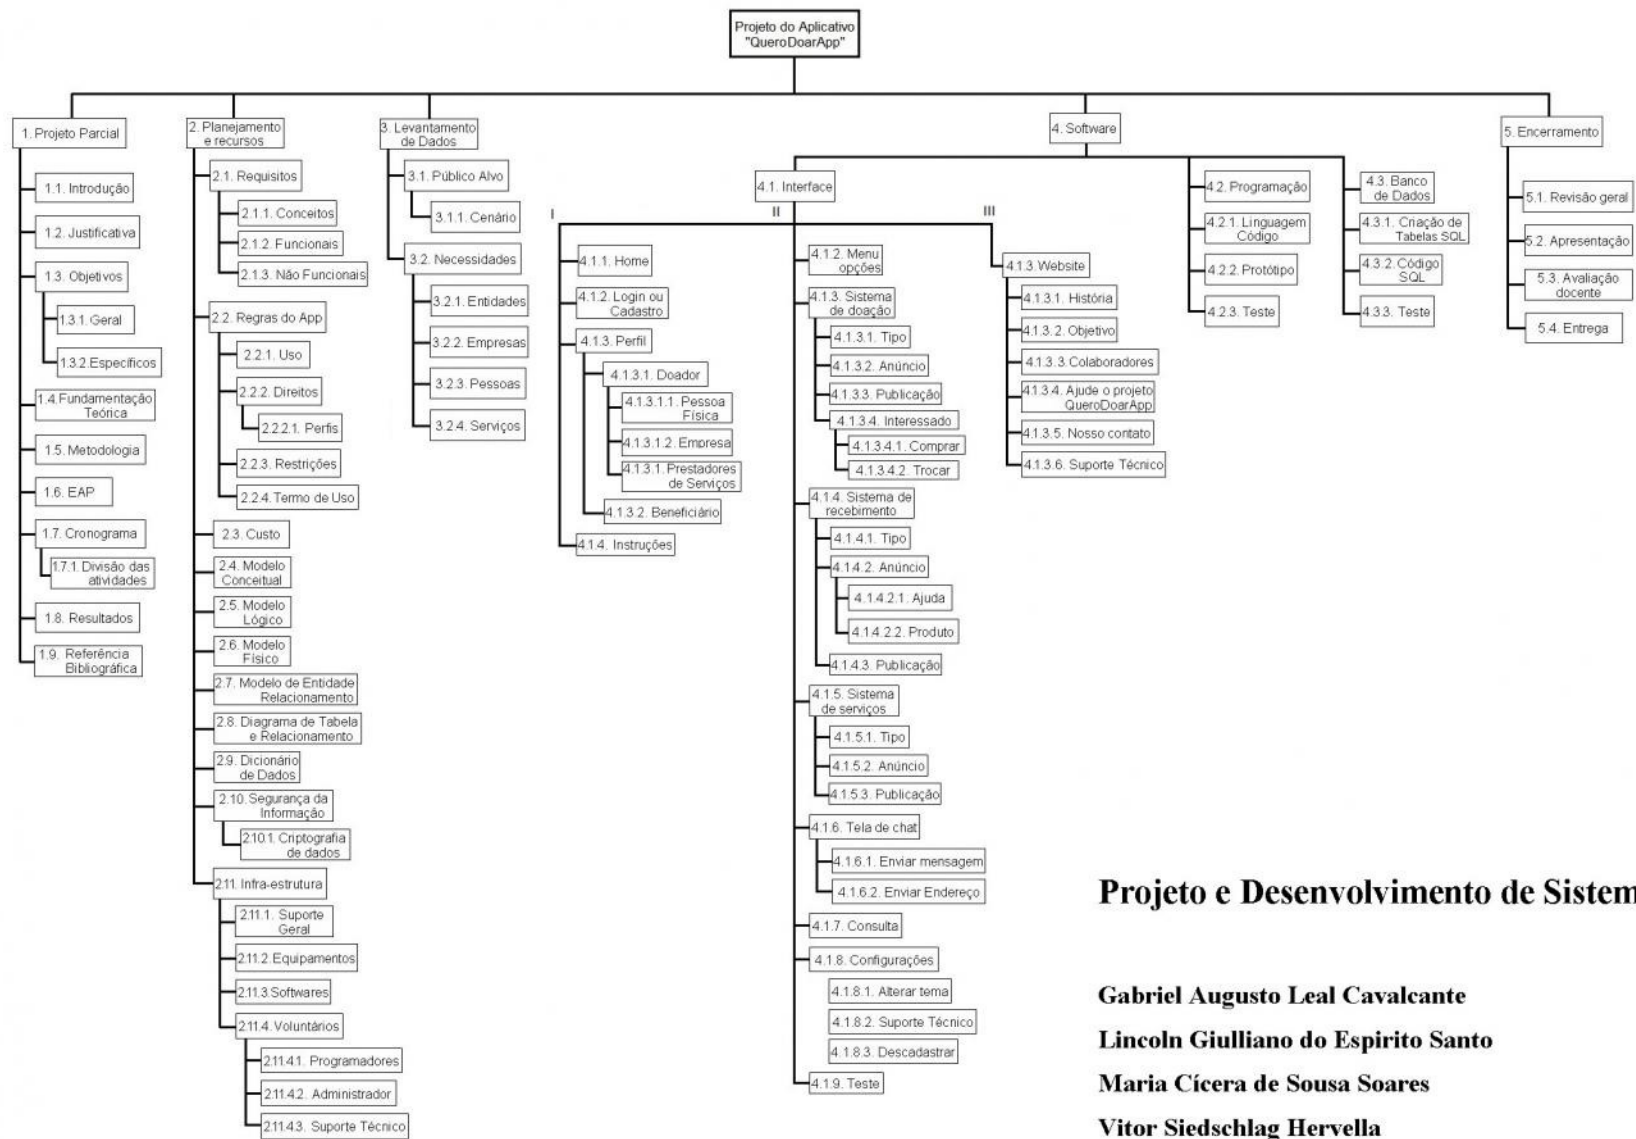 Projeto do Aplicativo
"QueroDoarApp"
1. Projeto Parcial
1.1. Introdução
1.2. Justificativa
1.3. Objetivos
1.3.1. Geral
1.3.2.Específicos
1.4.Fundamentação
Teórica
1.5. Metodologia
1.6. EAP
1.7. Cronograma
1.7.1. Divisão das
atividades
1.8. Resultados
1.9. Referência
Bibliográfica
2. Planejamento
e recursos
2.1. Requisitos
2.1.1. Conceitos
2.1.2. Funcionais
2.1.3. Não Funcionais
2.2. Regras do App
2.2.1. Uso
2.2.2. Direitos
2.2.2.1. Perfis
2.2.3. Restrições
2.2.4. Termo de Uso
2.3. Custo
2.4. Modelo
Conceitual
2.5. Modelo
Lógico
2.6. Modelo
Físico
2.7. Modelo de Entidade
Relacionamento
2.8. Diagrama de Tabela
e Relacionamento
2.9. Dicionário
de Dados
2.10.Segurança da
Informação
2.10.1. Criptografia
de dados
2.11. Infra-estrutura
2.11.1. Suporte
Geral
2.11.2. Equipamentos
2.11.3.Softwares
2.11.4. Voluntários
2.11.4.1. Programadores
2.11.4.2. Administrador
2.11.4.3. Suporte Técnico
3. Levantamento
de Dados
3.1. Público Alvo
3.1.1. Cenário
3.2. Necessidades
3.2.1. Entidades
3.2.2. Empresas
3.2.3. Pessoas
3.2.4. Serviços
4. Software
4.1. Interface
I
II
III
4.1.1. Home
4.1.2. Login ou
Cadastro
4.1.3. Perfil
4.1.3.1. Doador
4.1.3.1.1. Pessoa
Física
4.1.3.1.2. Empresa
4.1.3.1. Prestadores
de Serviços
4.1.3.2. Beneficiário
4.1.4. Instruções
4.1.2. Menu
opções
4.1.3. Sistema
de doação
4.1.3.1. Tipo
4.1.3.2. Anúncio
4.1.3.3. Publicação
4.1.3.4. Interessado
4.1.3.4.1. Comprar
4.1.3.4.2. Trocar
4.1.4. Sistema de
recebimento
4.1.4.1. Tipo
4.1.4.2. Anúncio
4.1.4.2.1. Ajuda
4.1.4.2.2. Produto
4.1.4.3. Publicação
4.1.5. Sistema
de serviços
4.1.5.1. Tipo
4.1.5.2. Anúncio
4.1.5.3. Publicação
4.1.6. Tela de chat
4.1.6.1. Enviar mensagem
4.1.6.2. Enviar Endereço
4.1.7. Consulta
4.1.8. Configurações
4.1.8.1. Alterar tema
4.1.8.2. Suporte Técnico
4.1.8.3. Descadastrar
4.1.9. Teste
4.1.3. Website
4.1.3.1. História
4.1.3.2. Objetivo
4.1.3.3. Colaboradores
4.1.3.4. Ajude o projeto
QueroDoarApp
4.1.3.5. Nosso contato
4.1.3.6. Suporte Técnico
4.2. Programação
4.2.1. Linguagem
Código
4.2.2. Protótipo
4.2.3. Teste
4.3. Banco
de Dados
4.3.1. Criação de
Tabelas SQL
4.3.2. Código
SQL
4.3.3. Teste
5. Encerramento
5.1. Revisão geral
5.2. Apresentação
5.3. Avaliação
docente
5.4. Entrega
Projeto e Desenvolvimento de Sistem
Gabriel Augusto Leal Cavalcante
Lincoln Giulliano do Espirito Santo
Maria Cícera de Sousa Soares
Vitor Siedschlag Hervella